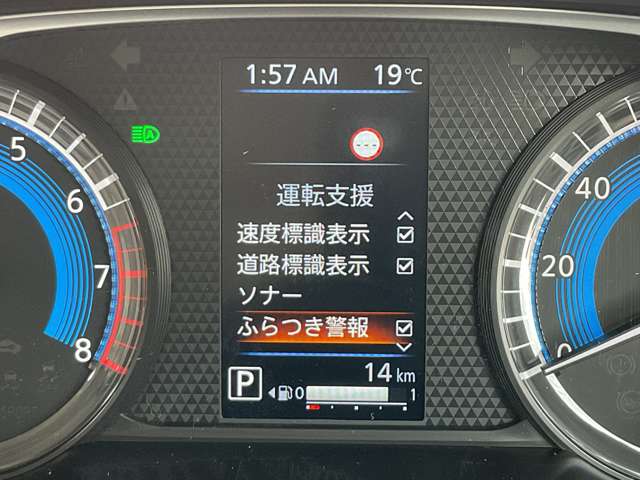 1:57 AM 19℃
---
運転支援
速度標識表示
道路標識表示
ソナー
ふらつき警報
14 km
P 0 1
5
6
7
8
40
20
0
A